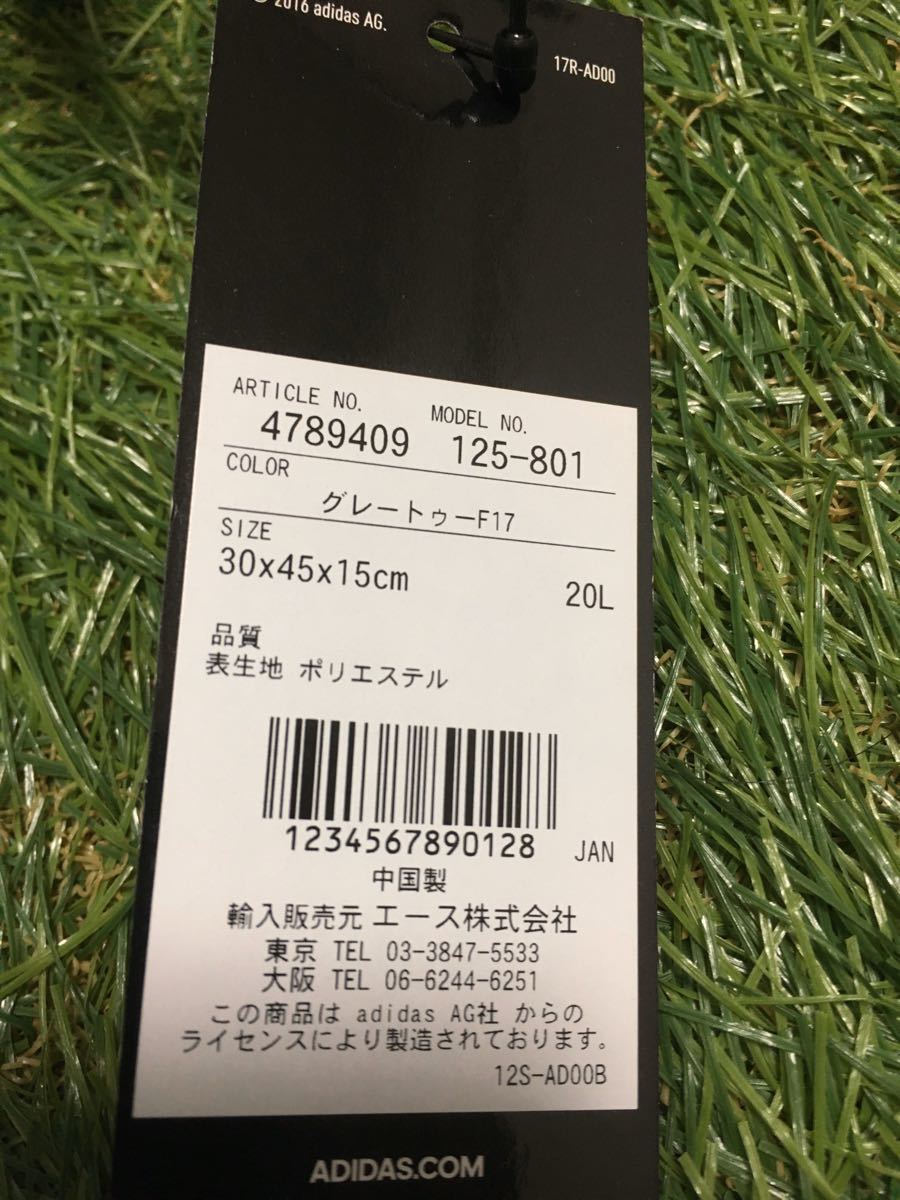 © 2016 adidas AG.
17R-AD00
ARTICLE NO. MODEL NO.
4789409 125-801
COLOR
グレートゥーF17
SIZE
30x45x15cm 20L
品質
表生地 ポリエステル
1234567890128 JAN
中国製
輸入販売元 エース株式会社
東京 TEL 03-3847-5533
大阪 TEL 06-6244-6251
この商品は adidas AG社 からの
ライセンスにより製造されております。
12S-AD00B
ADIDAS.COM